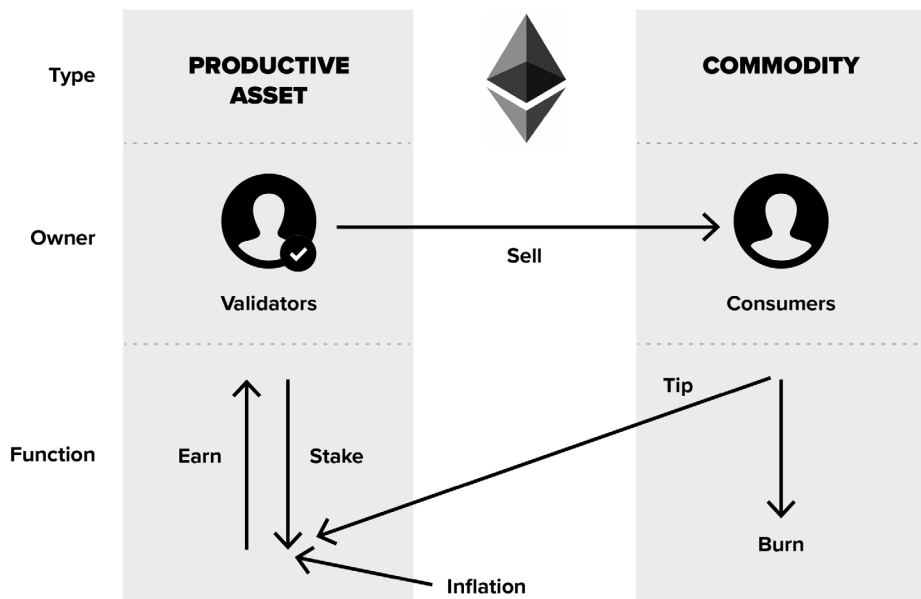 Type
PRODUCTIVE
ASSET
COMMODITY
Owner
Sell
Validators
Consumers
Tip
Function
Earn
Stake
Burn
Inflation